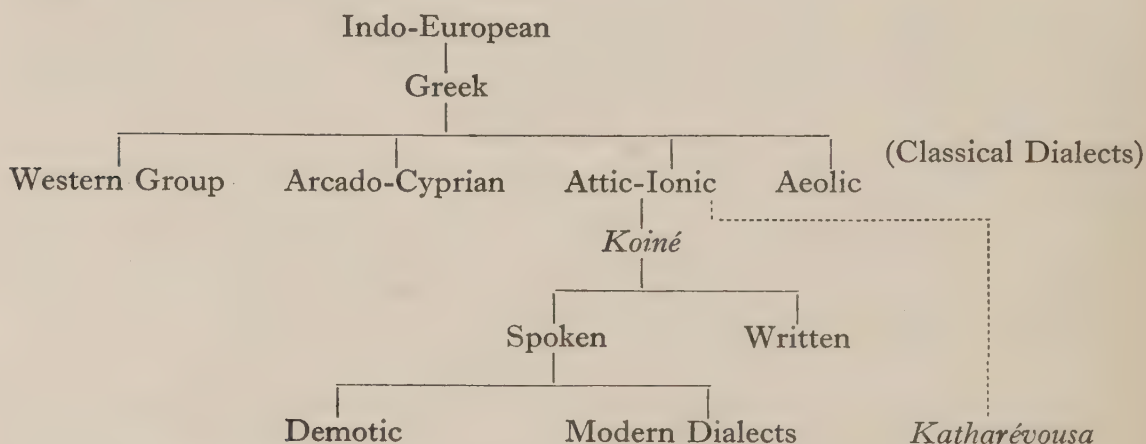 Indo-European
Greek
(Classical Dialects)
Western Group Arcado-Cyprian Attic-Ionic Aeolic
Koiné
Spoken Written
Demotic Modern Dialects Katharévousa